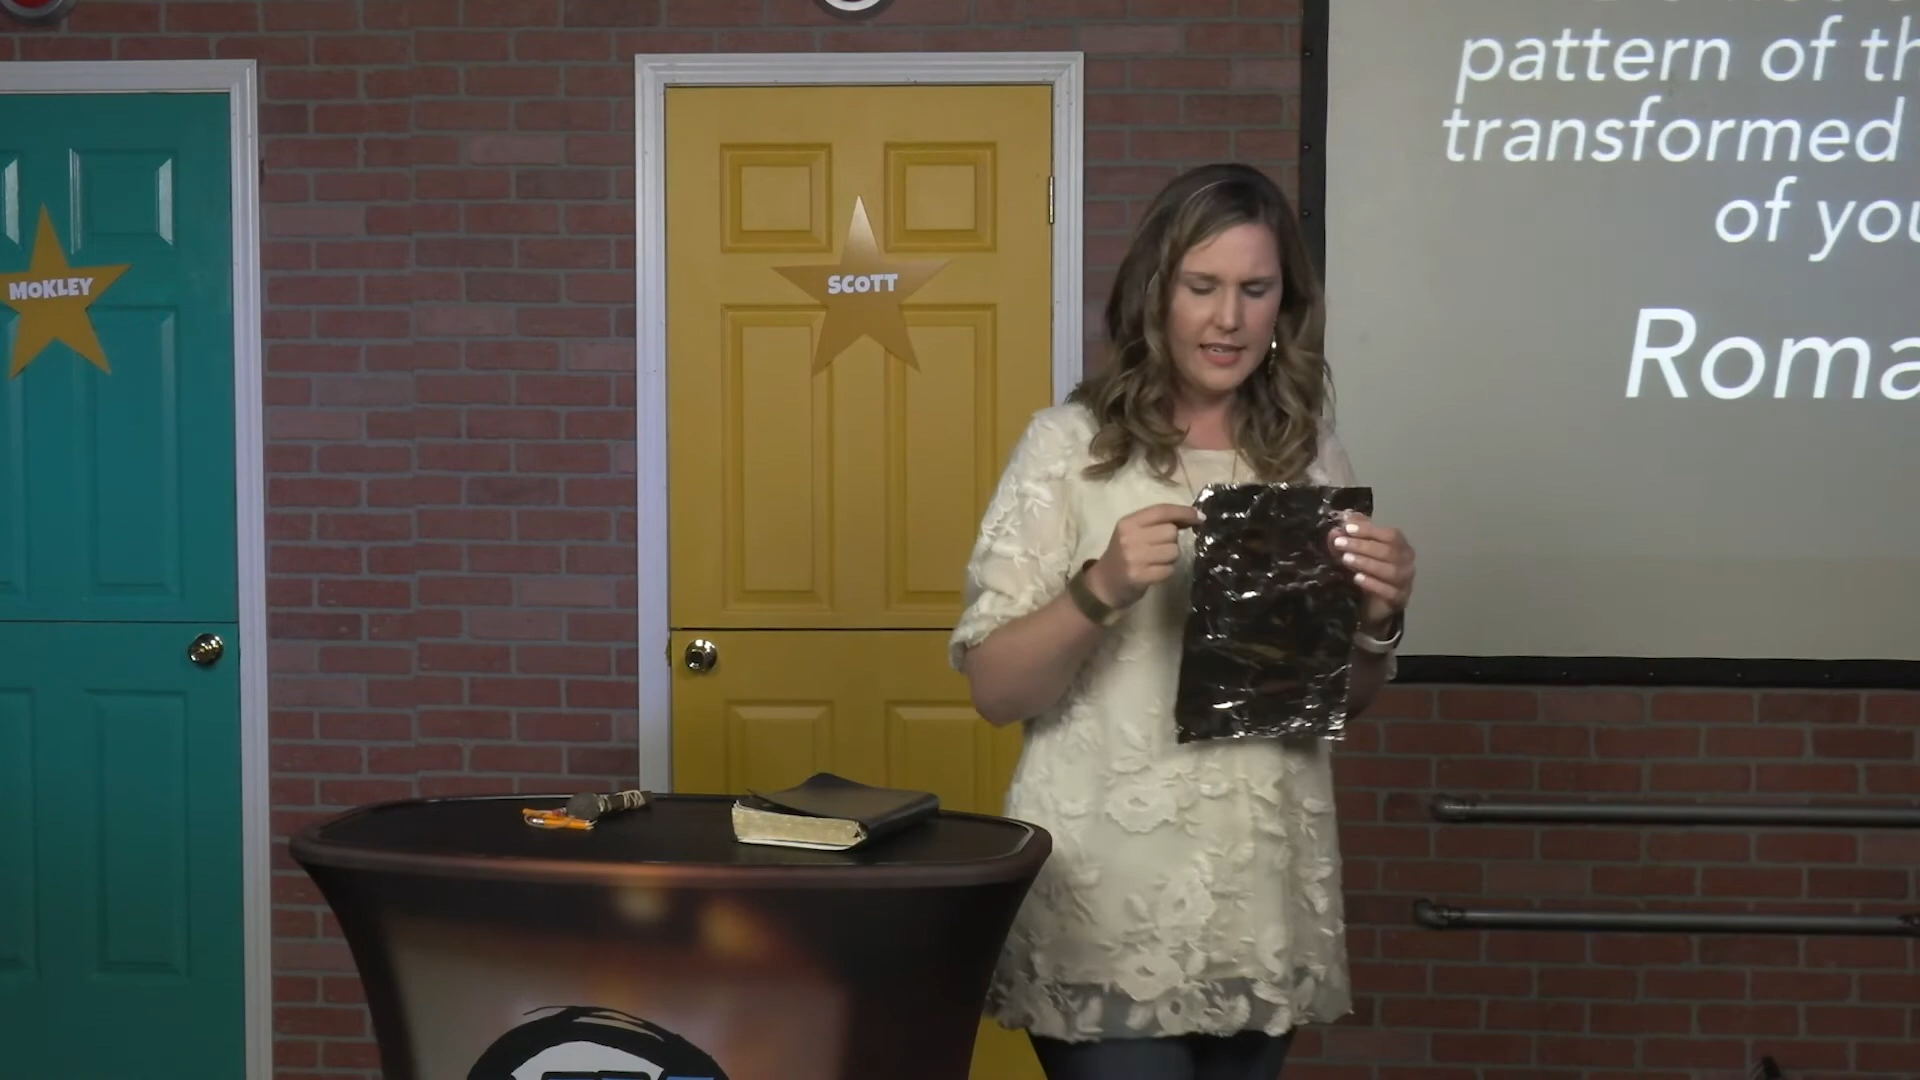 MOKLEY
SCOTT
pattern of th
transformed
of you
Roma